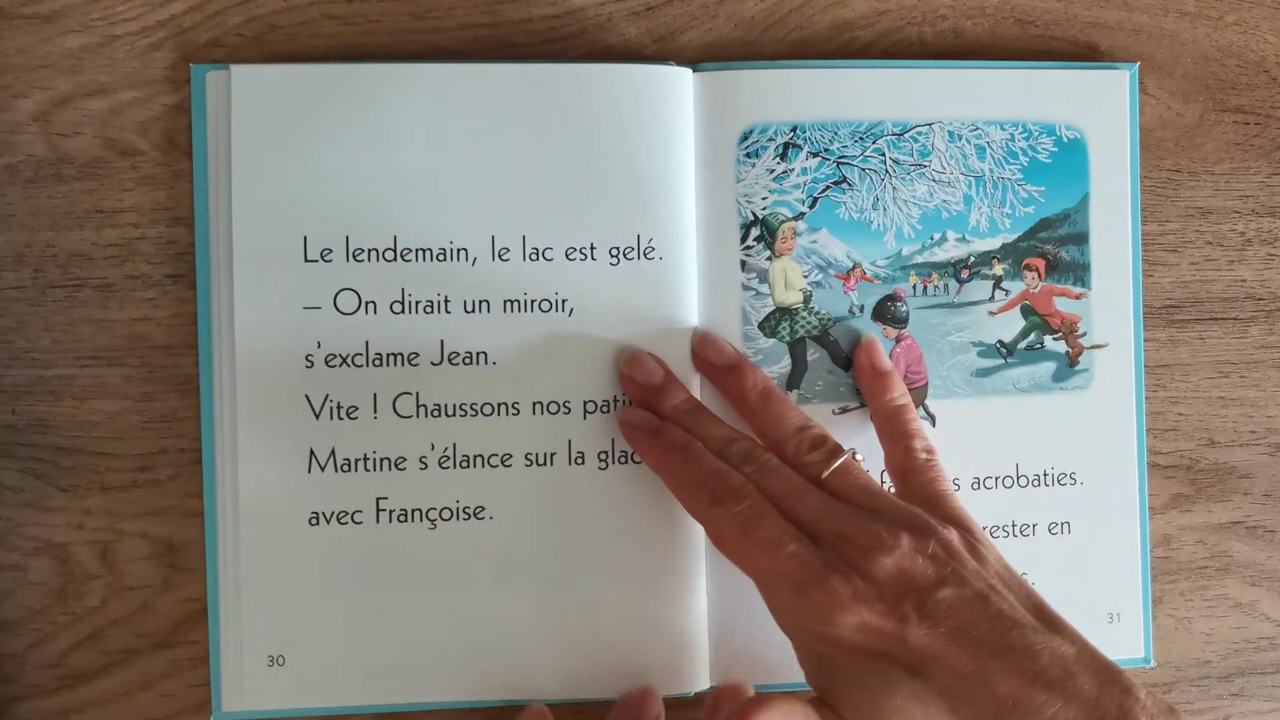 Le lendemain, le lac est gelé.
– On dirait un miroir,
s'exclame Jean.
Vite ! Chaussons nos
Martine s'élance sur la
avec Françoise.
30
acrobaties.
rester en
31